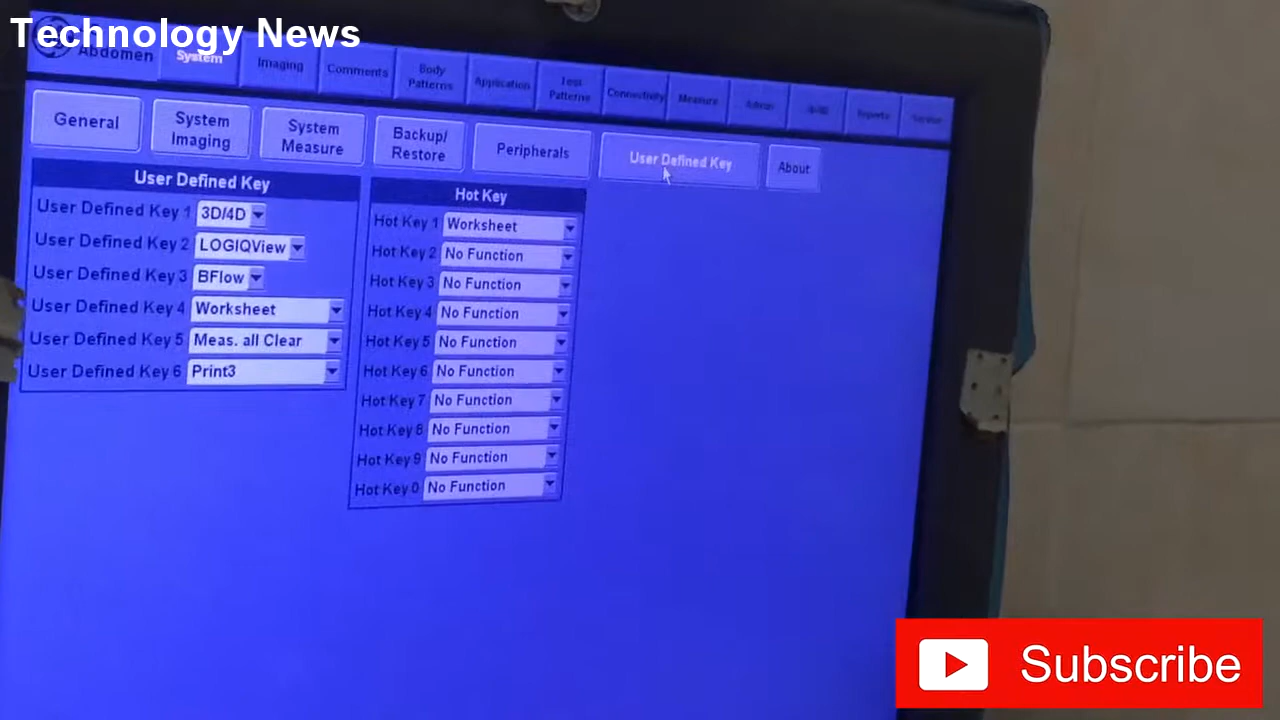 Technology News
Abdomen
System
Imaging
Comments
Body
Patterns
Application
Test
Patterns
Connectivity
Measure
Admin
Reports
Service
General
System
Imaging
System
Measure
Backup/
Restore
Peripherals
User Defined Key
About
User Defined Key
User Defined Key 1 3D/4D
User Defined Key 2 LOGIQView
User Defined Key 3 BFlow
User Defined Key 4 Worksheet
User Defined Key 5 Meas. all Clear
User Defined Key 6 Print3
Hot Key
Hot Key 1 Worksheet
Hot Key 2 No Function
Hot Key 3 No Function
Hot Key 4 No Function
Hot Key 5 No Function
Hot Key 6 No Function
Hot Key 7 No Function
Hot Key 8 No Function
Hot Key 9 No Function
Hot Key 0 No Function
Subscribe